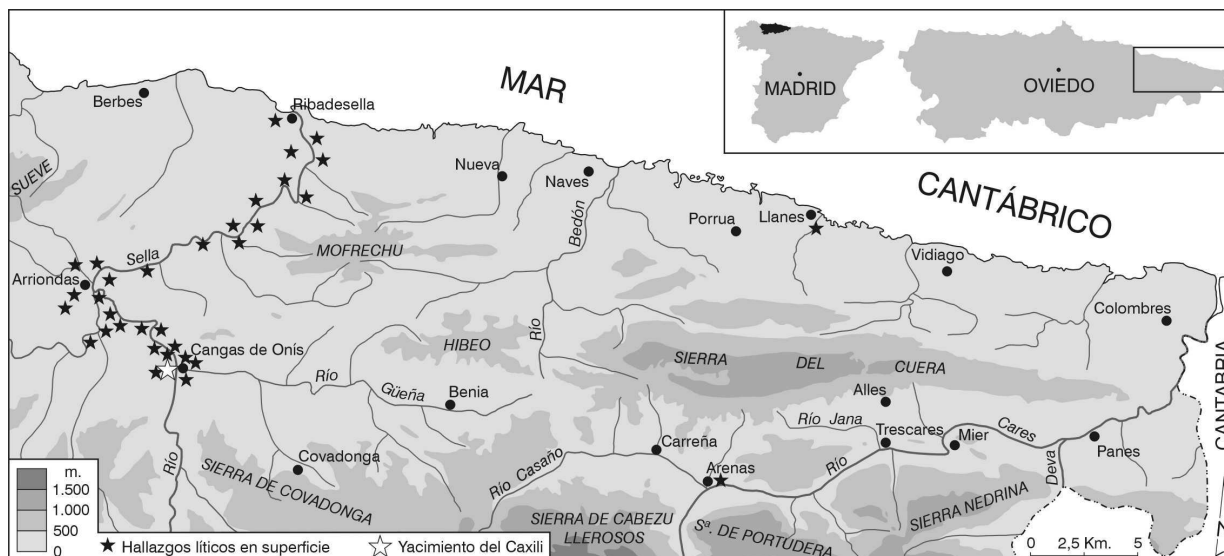 MAR
CANTÁBRICO
MADRID
OVIEDO
Berbes
Ribadesella
SUEVE
Nueva
Naves
Bedón
Río
Porrua
Llanes
Vidiago
Colombres
MOFRECHU
Sella
Arriondas
Cangas de Onís
HIBEO
SIERRA DEL CUERA
Río Güeña
Benia
Alles
Río Jana
Trescares
Mier
Cares
Río
Carreña
Arenas
Panes
Deva
CANTABRIA
Covadonga
SIERRA DE COVADONGA
Río
Río Casaño
SIERRA DE CABEZU
LLEROSOS
Sª. DE PORTUDERA
SIERRA NEDRINA
m.
1.500
1.000
500
0
Hallazgos líticos en superficie
Yacimiento del Caxili
0 2,5 Km.